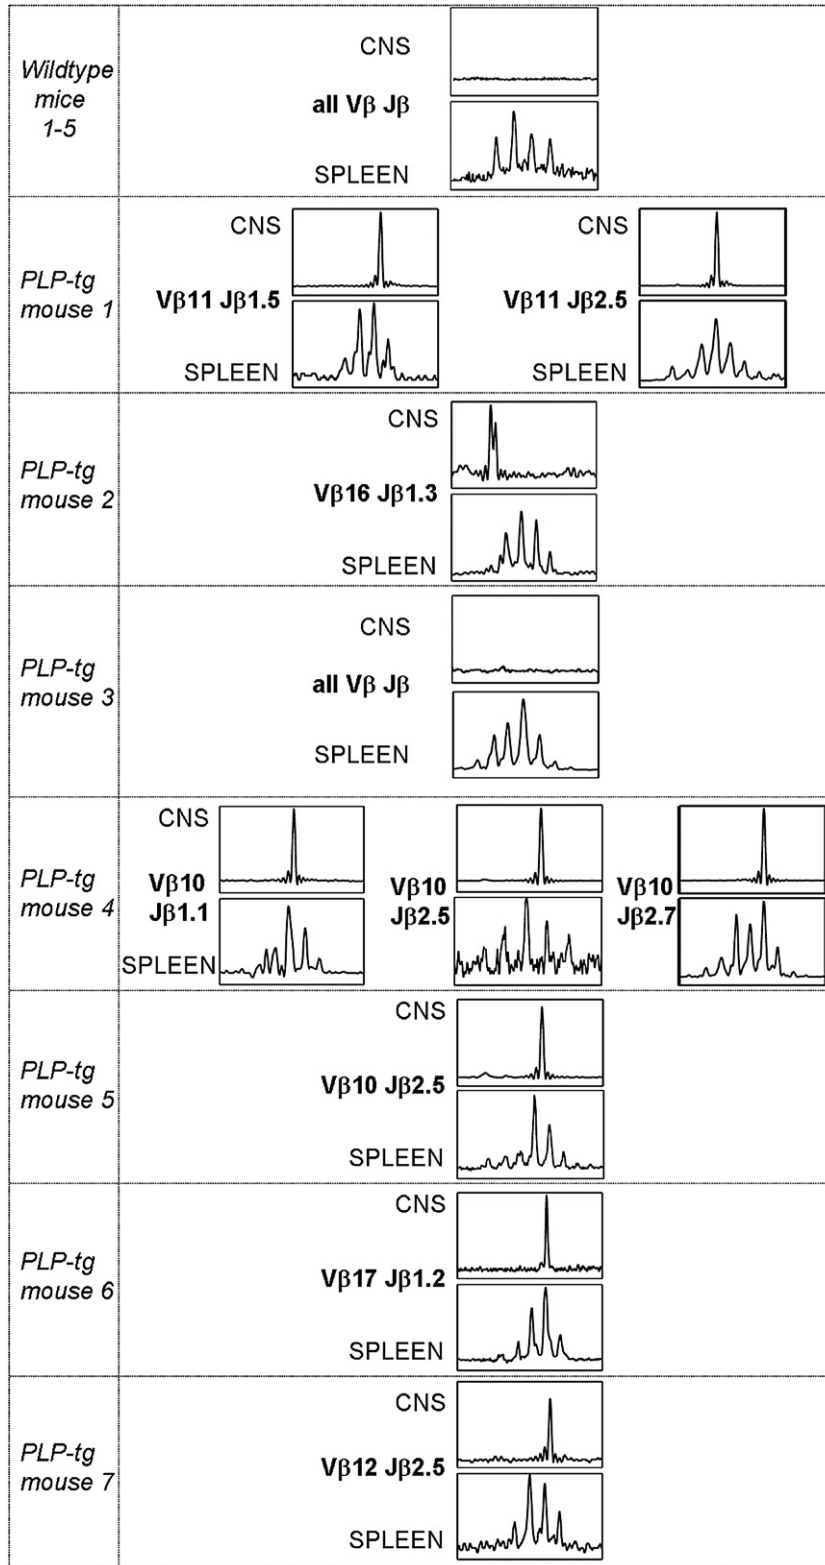 Wildtype
mice
1-5
CNS
all Vβ Jβ
SPLEEN
PLP-tg
mouse 1
CNS
Vβ11 Jβ1.5
SPLEEN
CNS
Vβ11 Jβ2.5
SPLEEN
PLP-tg
mouse 2
CNS
Vβ16 Jβ1.3
SPLEEN
PLP-tg
mouse 3
CNS
all Vβ Jβ
SPLEEN
PLP-tg
mouse 4
CNS
Vβ10
Jβ1.1
SPLEEN
Vβ10
Jβ2.5
Vβ10
Jβ2.7
PLP-tg
mouse 5
CNS
Vβ10 Jβ2.5
SPLEEN
PLP-tg
mouse 6
CNS
Vβ17 Jβ1.2
SPLEEN
PLP-tg
mouse 7
CNS
Vβ12 Jβ2.5
SPLEEN